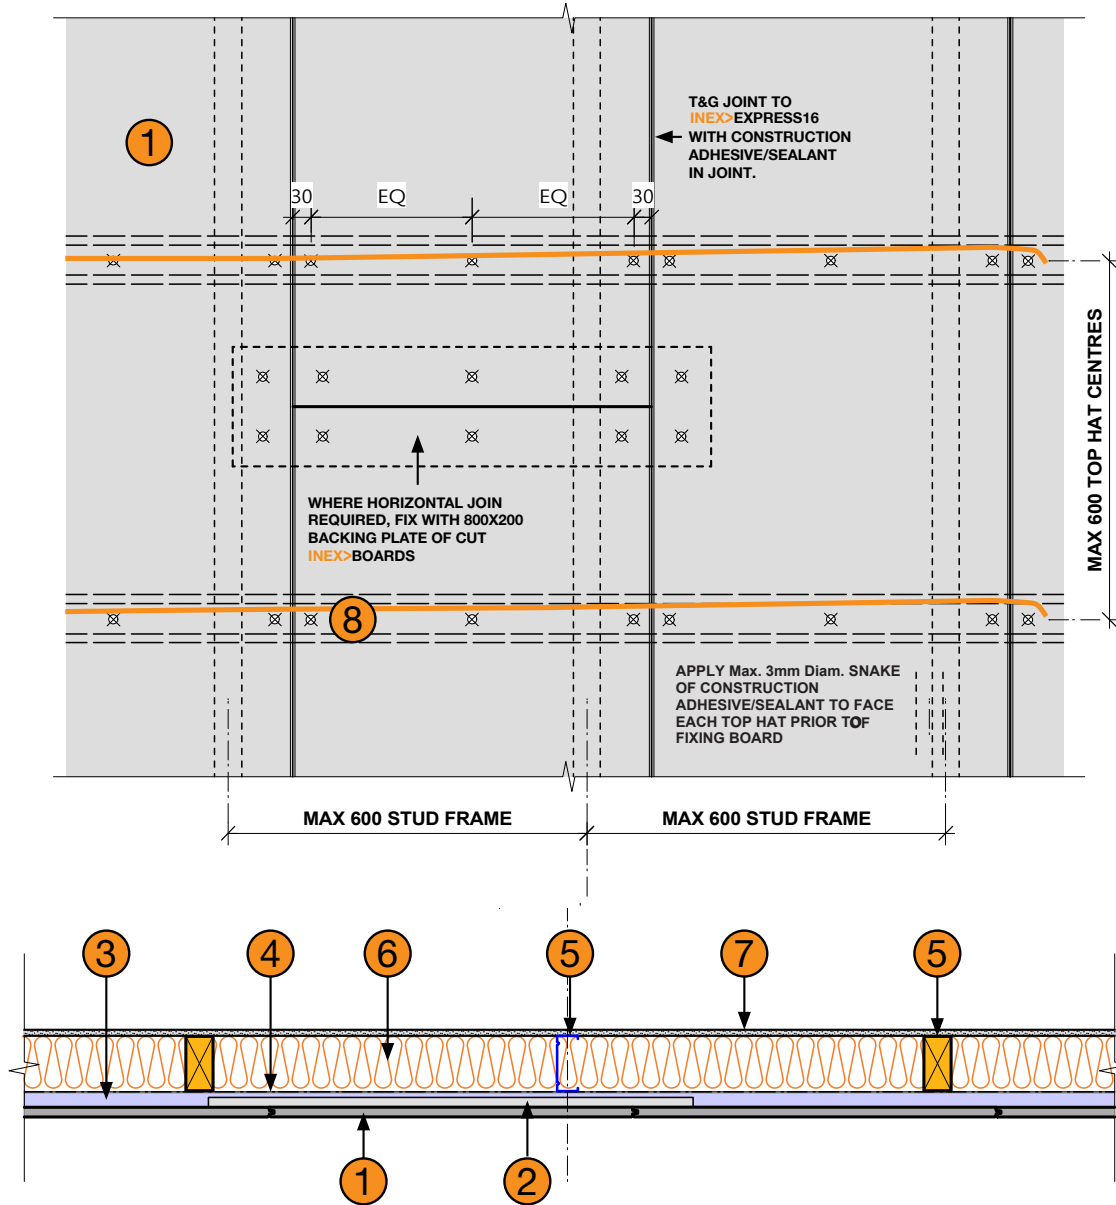 T&G JOINT TO
INEX>EXPRESS16
WITH CONSTRUCTION
ADHESIVE/SEALANT
IN JOINT.
1
30 EQ EQ 30
MAX 600 TOP HAT CENTRES
WHERE HORIZONTAL JOIN
REQUIRED, FIX WITH 800X200
BACKING PLATE OF CUT
INEX>BOARDS
8
APPLY Max. 3mm Diam. SNAKE
OF CONSTRUCTION
ADHESIVE/SEALANT TO FACE
EACH TOP HAT PRIOR TO OF
FIXING BOARD
MAX 600 STUD FRAME MAX 600 STUD FRAME
3 4 6 5 7 5
1 2